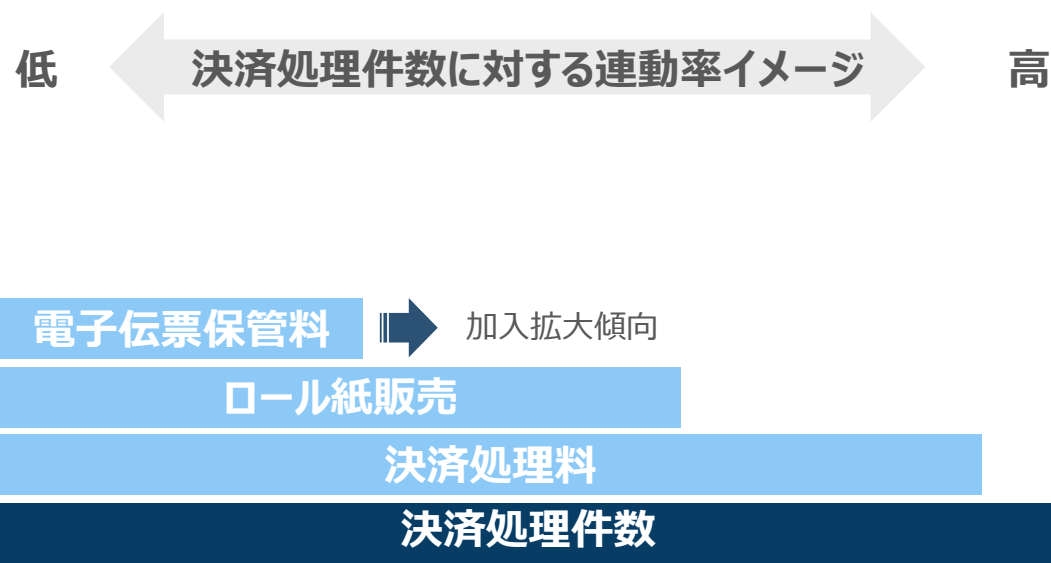 低
決済処理件数に対する連動率イメージ
高
電子伝票保管料
加入拡大傾向
ロール紙販売
決済処理料
決済処理件数